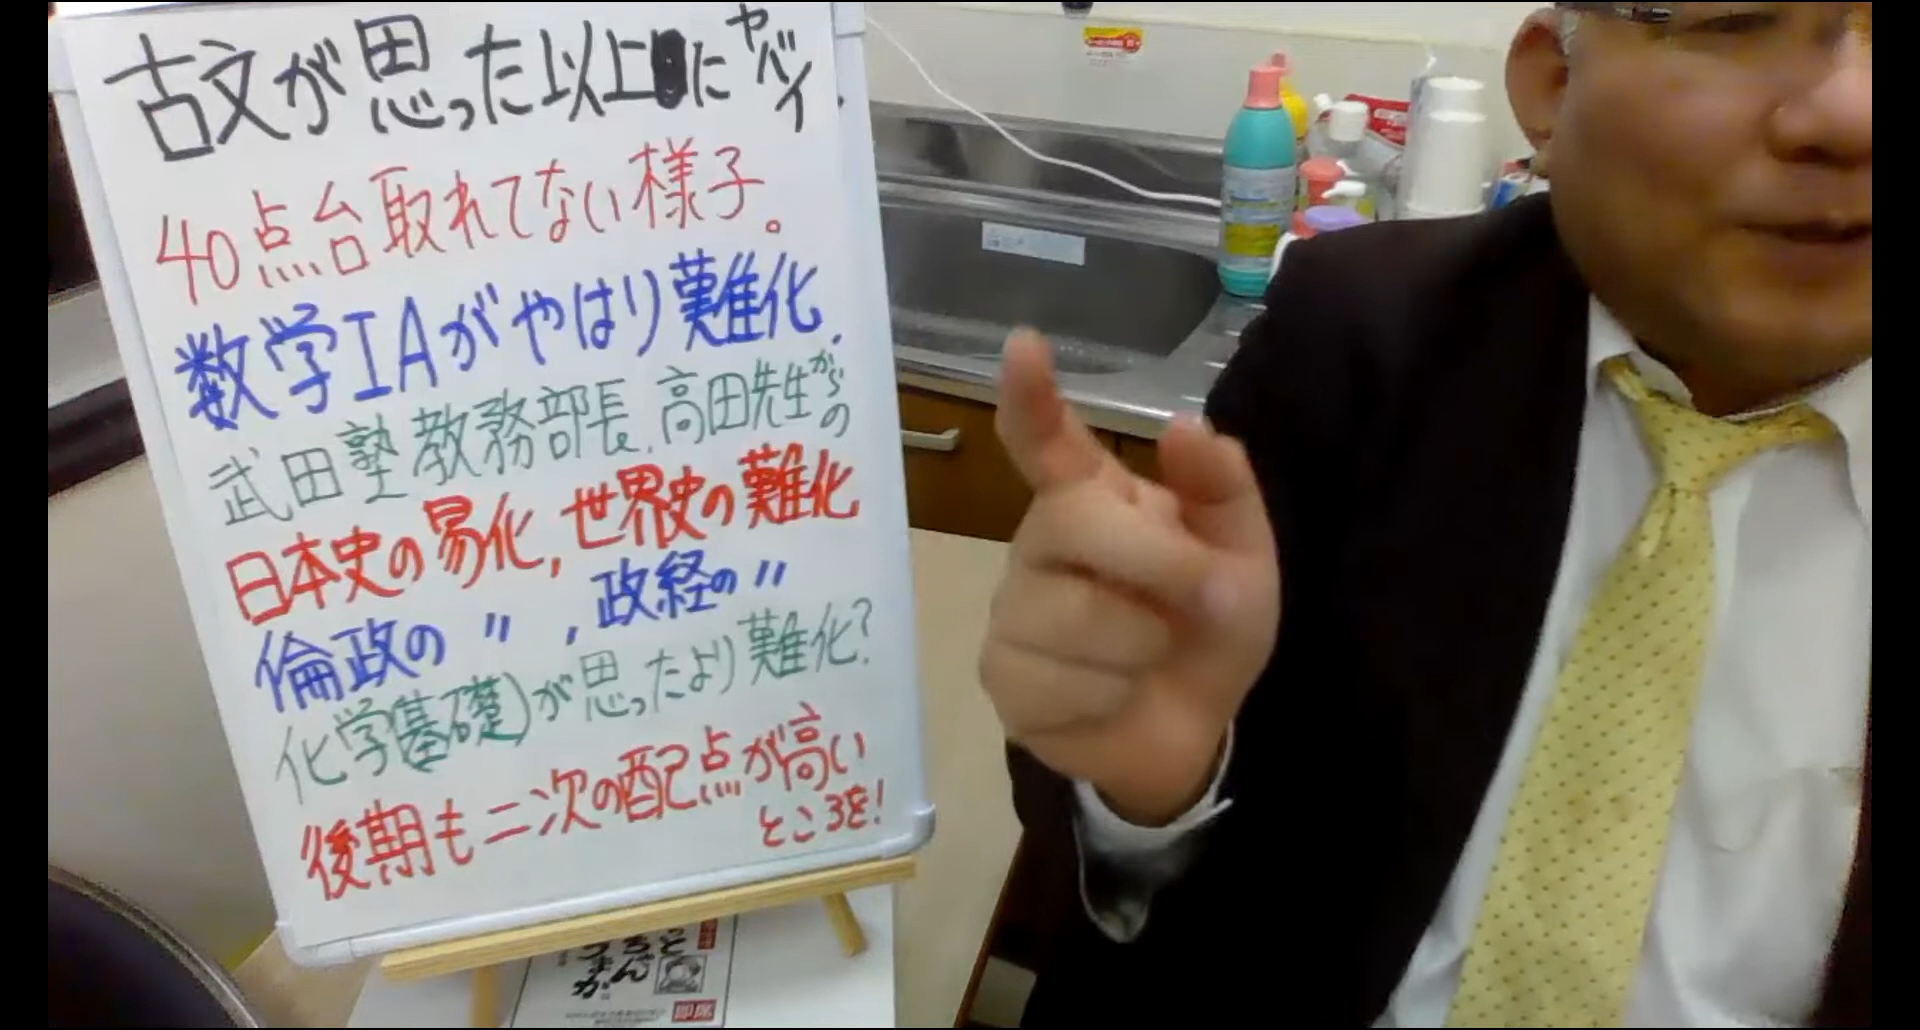 古文が思った以上にヤバイ.
40点台取れてない様子。
数学IAがやはり難化.
武田塾教務部長.高田先生からの
日本史の易化,世界史の難化
倫政の 〃 ,政経の〃
化学(基礎)が思ったより難化?
後期も二次の配点が高い
ところを!